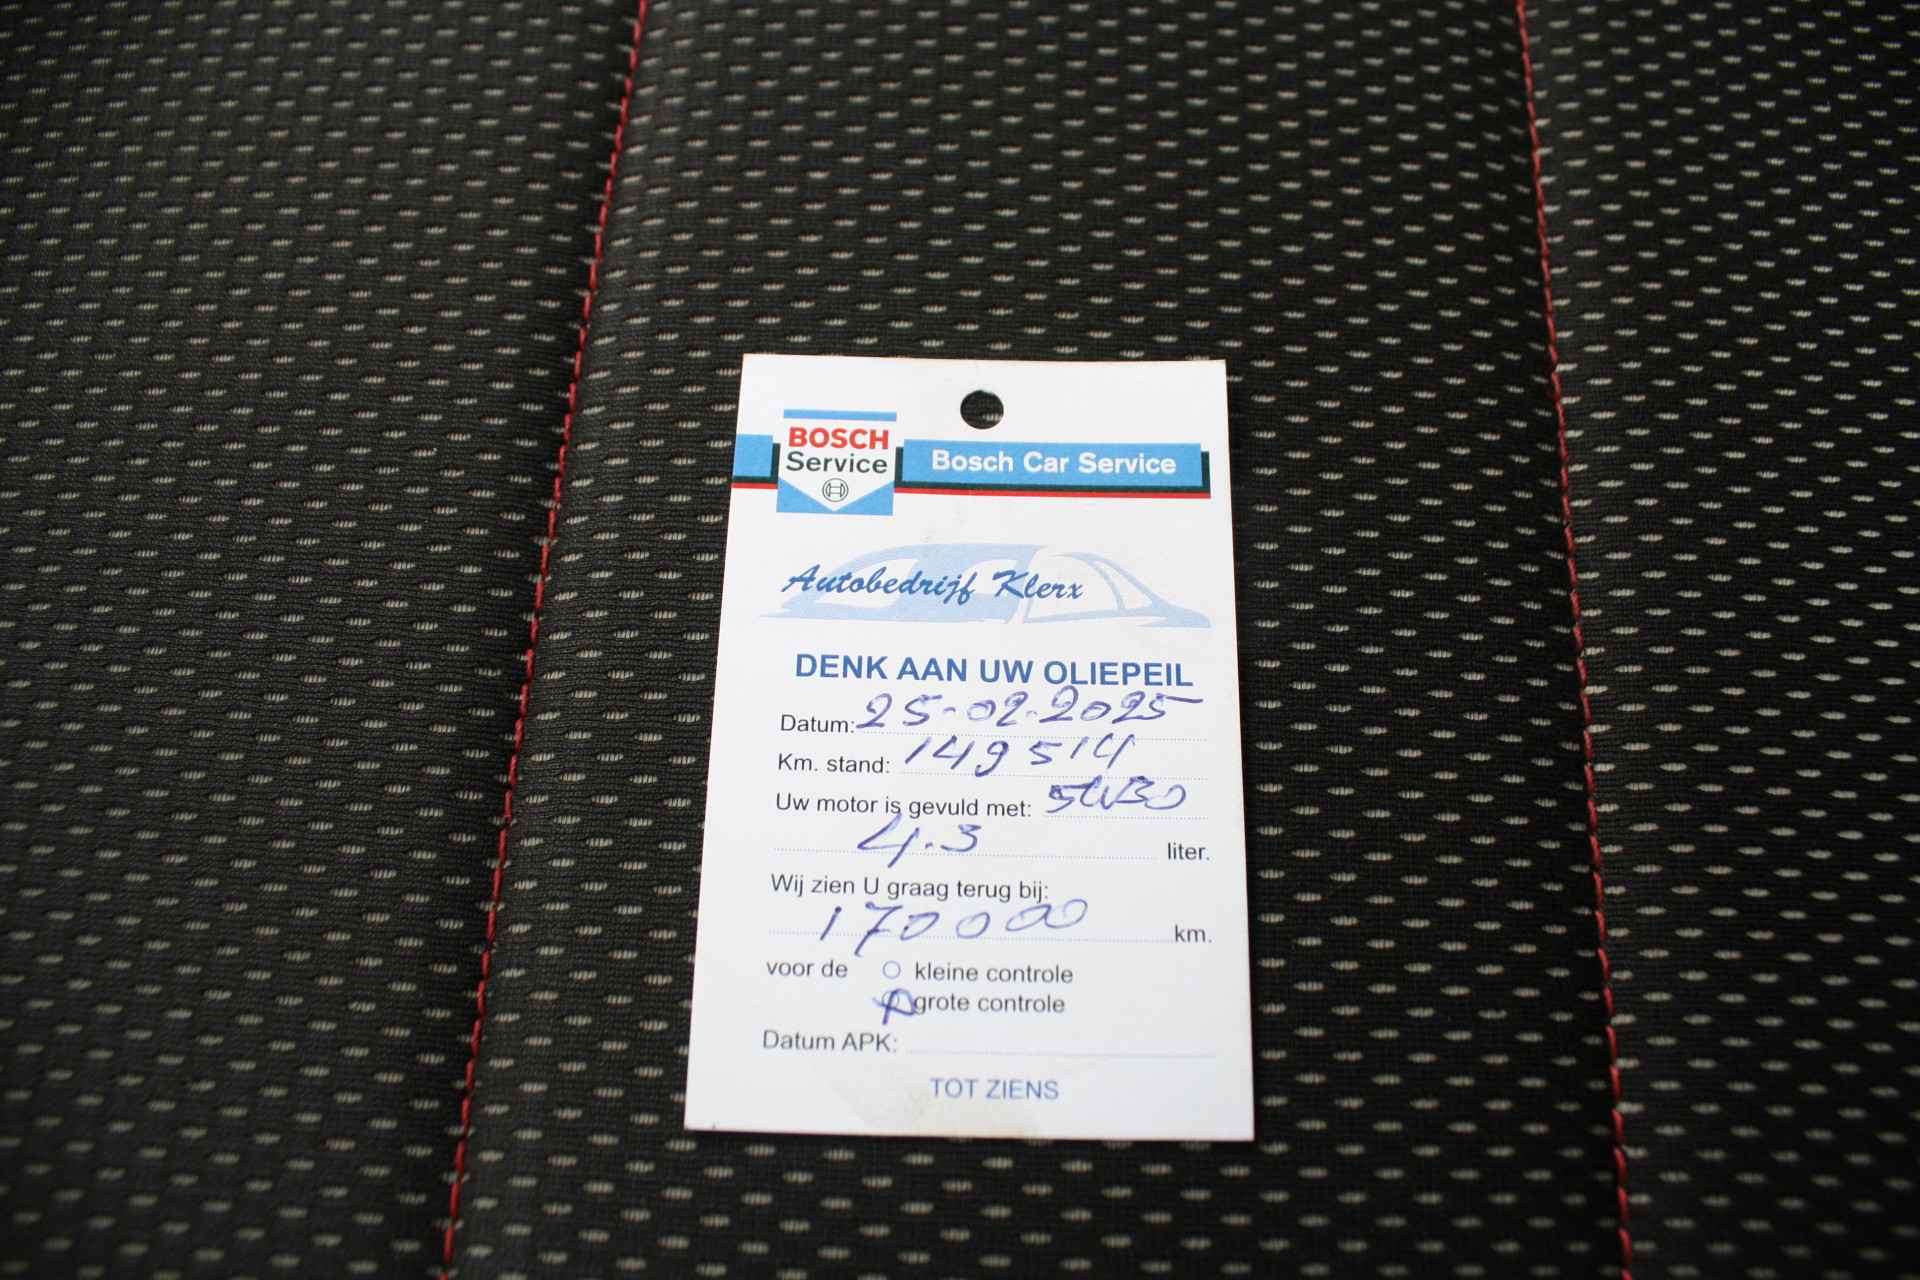 BOSCH
Service
Bosch Car Service
Autobedrijf Klerx
DENK AAN UW OLIEPEIL
Datum: 25-02-2025
Km. stand: 149514
Uw motor is gevuld met: 5W30
4.3 liter.
Wij zien U graag terug bij:
170000 km.
voor de kleine controle
grote controle
Datum APK:
TOT ZIENS